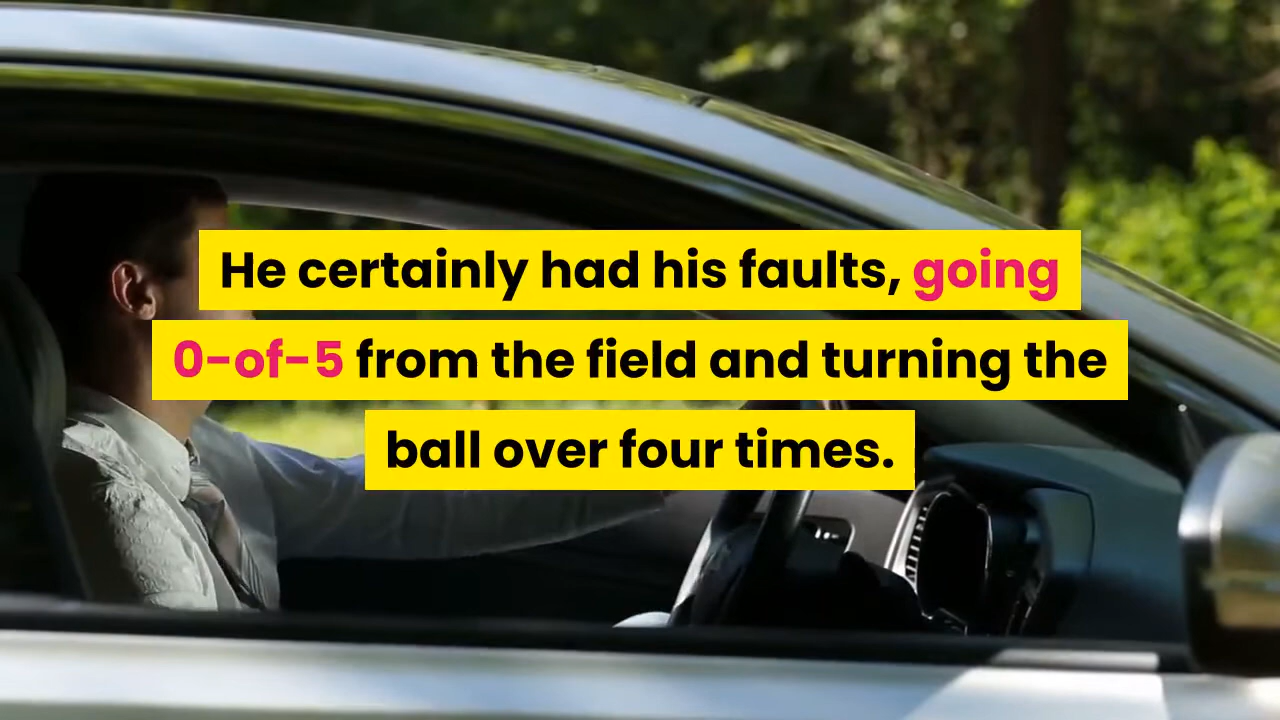 He certainly had his faults, going
0-of-5 from the field and turning the
ball over four times.